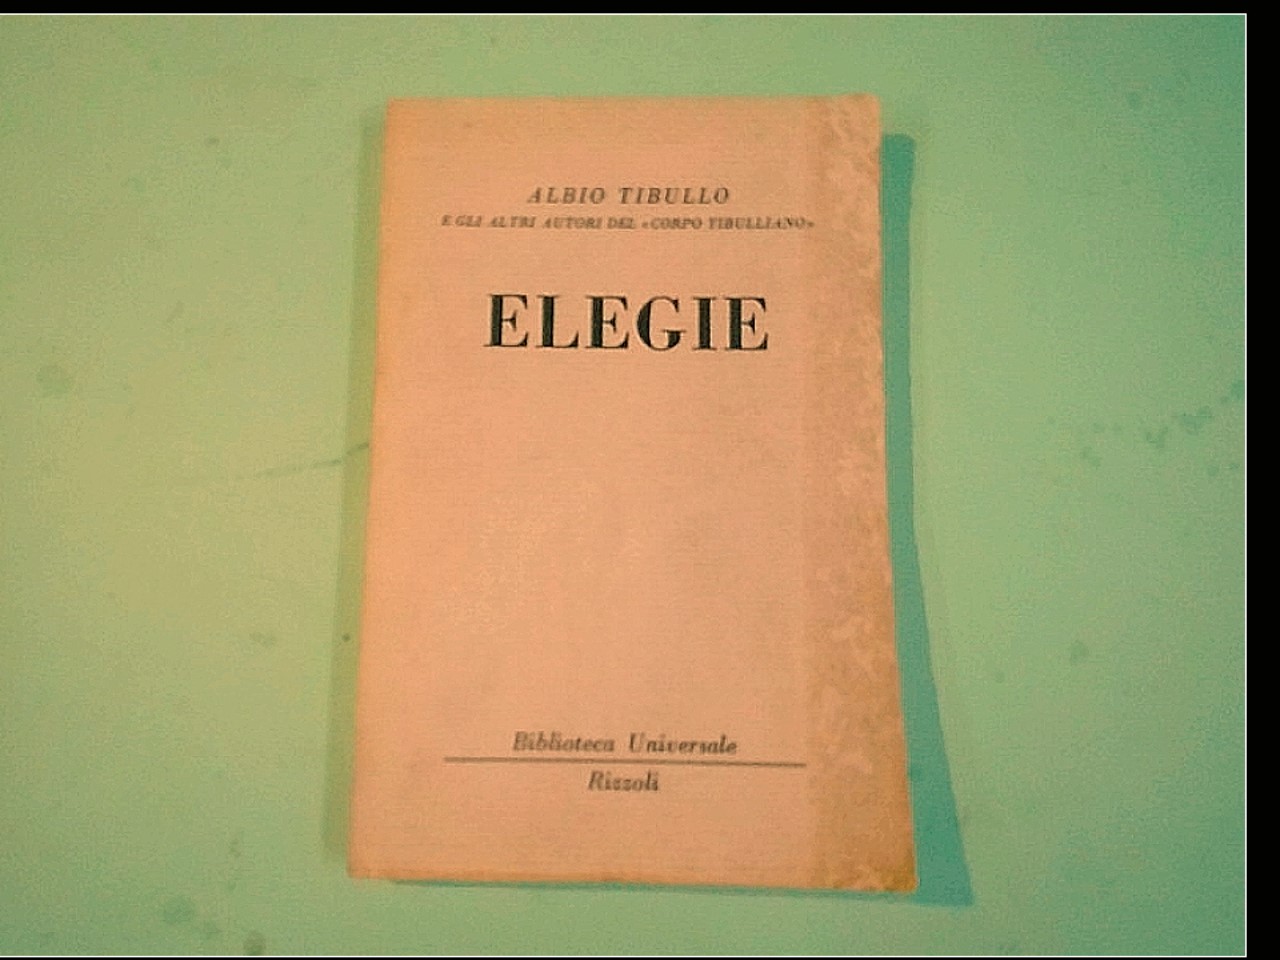 ALBIO TIBULLO
E GLI ALTRI AUTORI DEL «CORPO TIBULLIANO»
ELEGIE
Biblioteca Universale
Rizzoli